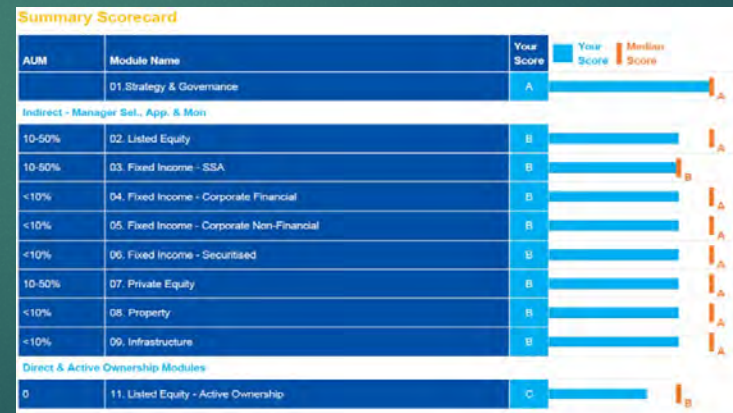 Summary Scorecard
AUM Module Name Your Score Your Score Median Score
01.Strategy & Governance A A
Indirect - Manager Sel., App. & Mon
10-50% 02. Listed Equity B A
10-50% 03. Fixed Income - SSA B B
<10% 04. Fixed Income - Corporate Financial B A
<10% 05. Fixed Income - Corporate Non-Financial B A
<10% 06. Fixed Income - Securitised B A
10-50% 07. Private Equity B A
<10% 08. Property B A
<10% 09. Infrastructure B A
Direct & Active Ownership Modules
0 11. Listed Equity - Active Ownership C B